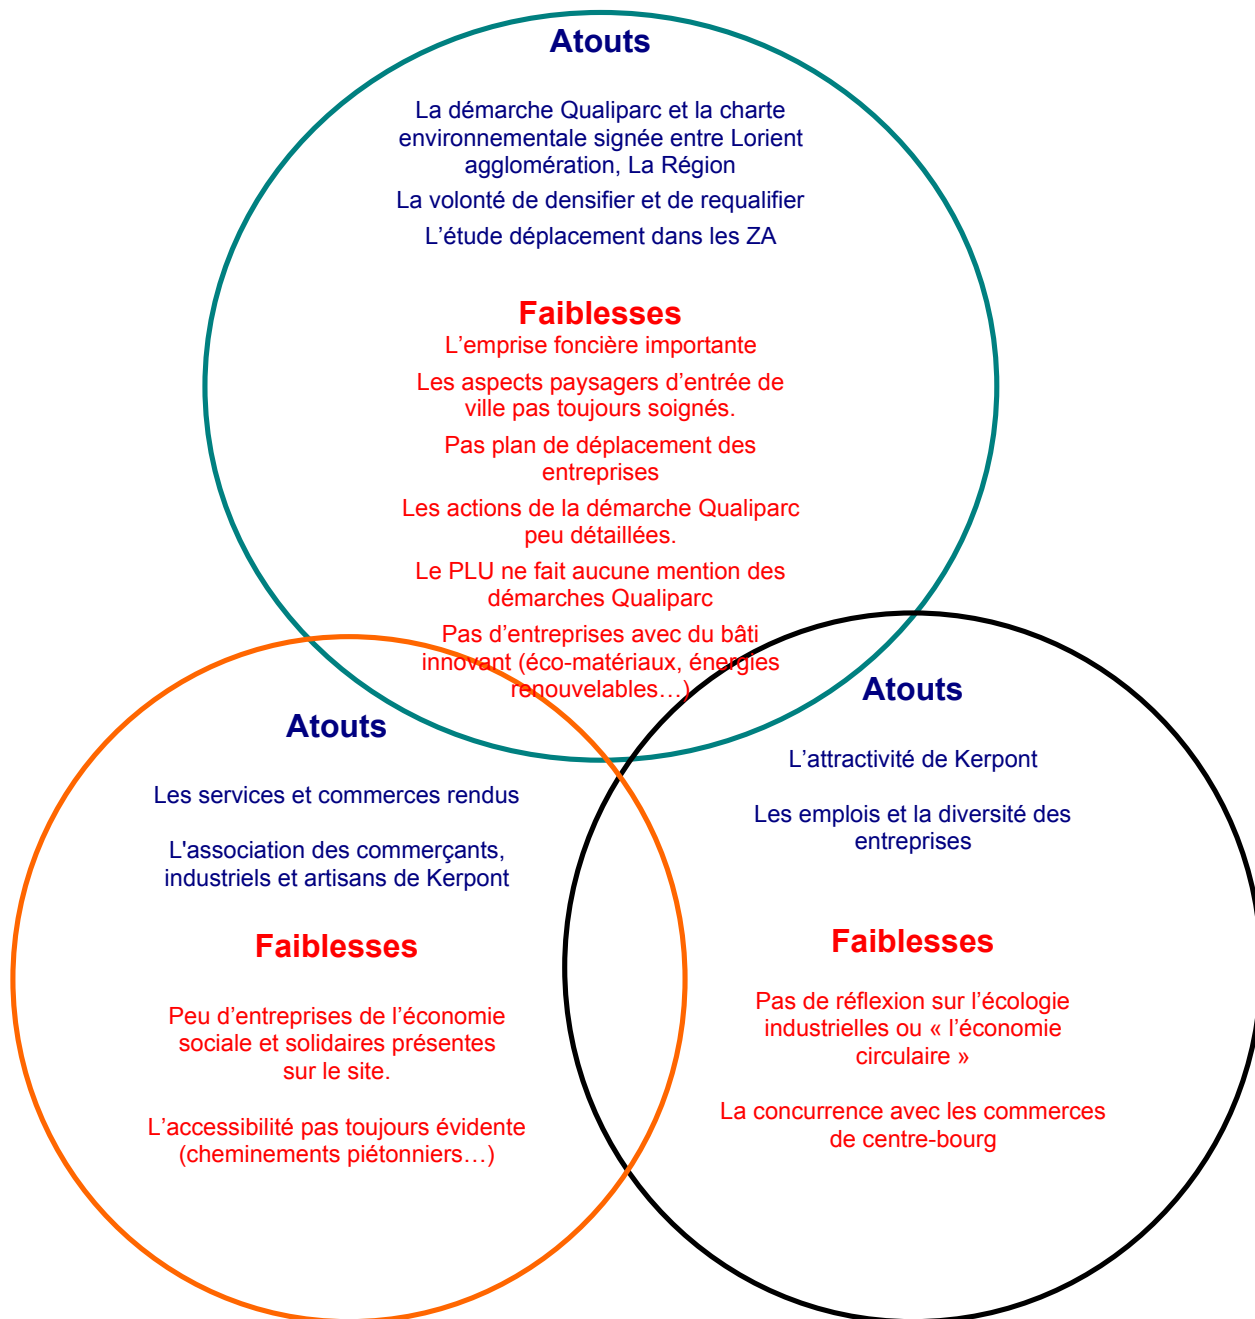 Atouts
La démarche Qualiparc et la charte
environnementale signée entre Lorient
agglomération, La Région
La volonté de densifier et de requalifier
L’étude déplacement dans les ZA
Faiblesses
L’emprise foncière importante
Les aspects paysagers d’entrée de
ville pas toujours soignés.
Pas plan de déplacement des
entreprises
Les actions de la démarche Qualiparc
peu détaillées.
Le PLU ne fait aucune mention des
démarches Qualiparc
Pas d’entreprises avec du bâti
innovant (éco-matériaux, énergies
renouvelables…)
Atouts
Les services et commerces rendus
L'association des commerçants,
industriels et artisans de Kerpont
Faiblesses
Peu d’entreprises de l’économie
sociale et solidaires présentes
sur le site.
L’accessibilité pas toujours évidente
(cheminements piétonniers…)
Atouts
L’attractivité de Kerpont
Les emplois et la diversité des
entreprises
Faiblesses
Pas de réflexion sur l’écologie
industrielles ou « l’économie
circulaire »
La concurrence avec les commerces
de centre-bourg